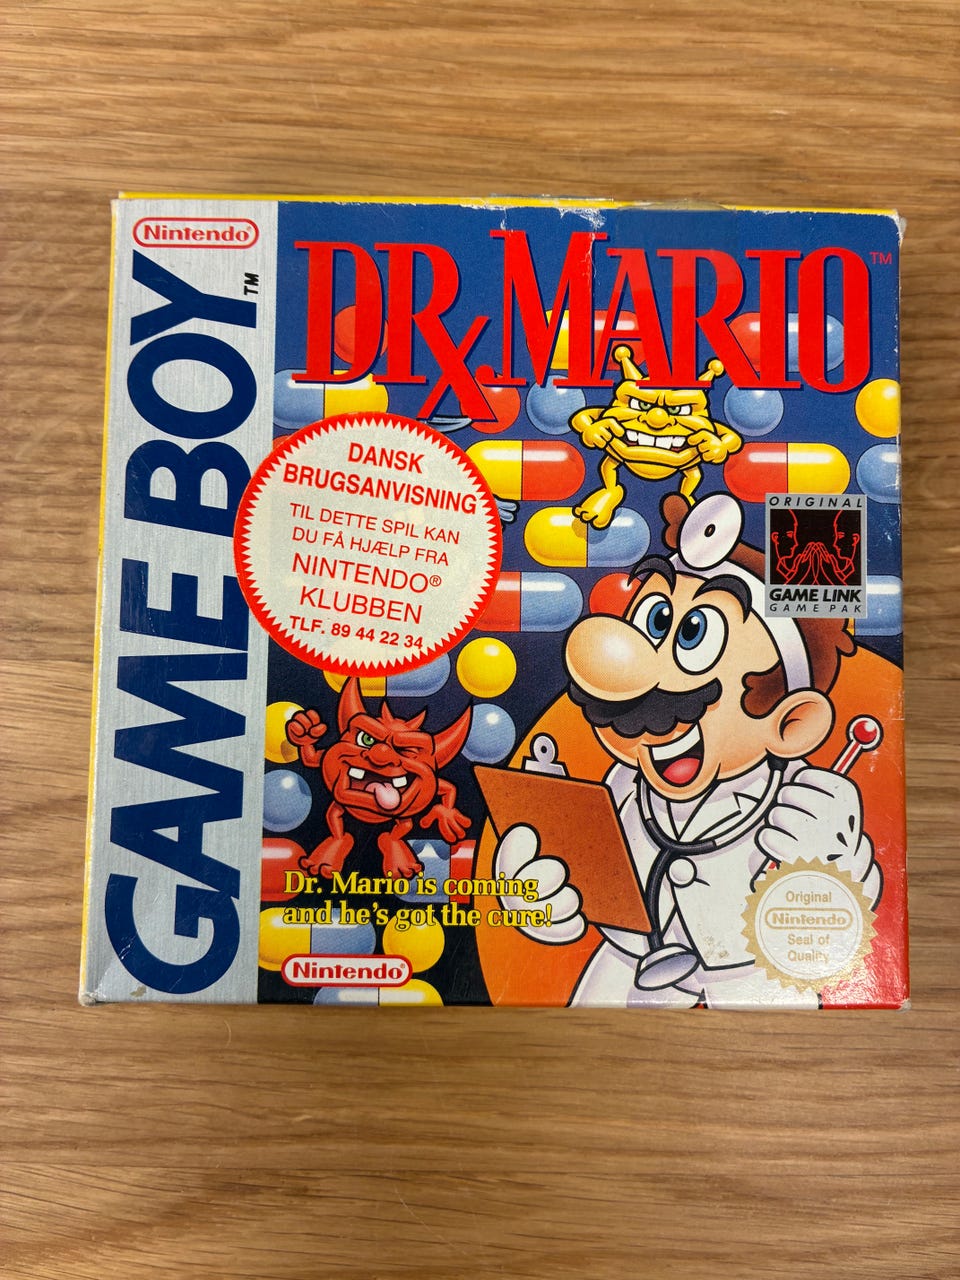 Nintendo®
GAME BOY™
DR. MARIO™
DANSK
BRUGSANVISNING
TIL DETTE SPIL KAN
DU FÅ HJÆLP FRA
NINTENDO®
KLUBBEN
TLF. 89 44 22 34
ORIGINAL
GAME LINK
GAME PAK
Dr. Mario is coming
and he's got the cure!
Nintendo®
Original
Nintendo®
Seal of
Quality